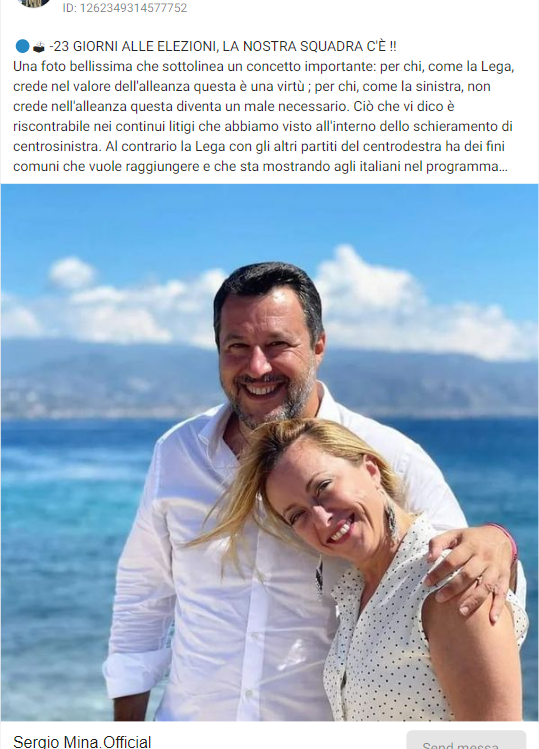 ID: 1262349314577752
🔵🗳 -23 GIORNI ALLE ELEZIONI, LA NOSTRA SQUADRA C'È !!
Una foto bellissima che sottolinea un concetto importante: per chi, come la Lega,
crede nel valore dell'alleanza questa è una virtù ; per chi, come la sinistra, non
crede nell'alleanza questa diventa un male necessario. Ciò che vi dico è
riscontrabile nei continui litigi che abbiamo visto all'interno dello schieramento di
centrosinistra. Al contrario la Lega con gli altri partiti del centrodestra ha dei fini
comuni che vuole raggiungere e che sta mostrando agli italiani nel programma...
Sergio Mina.Official
Send messa...